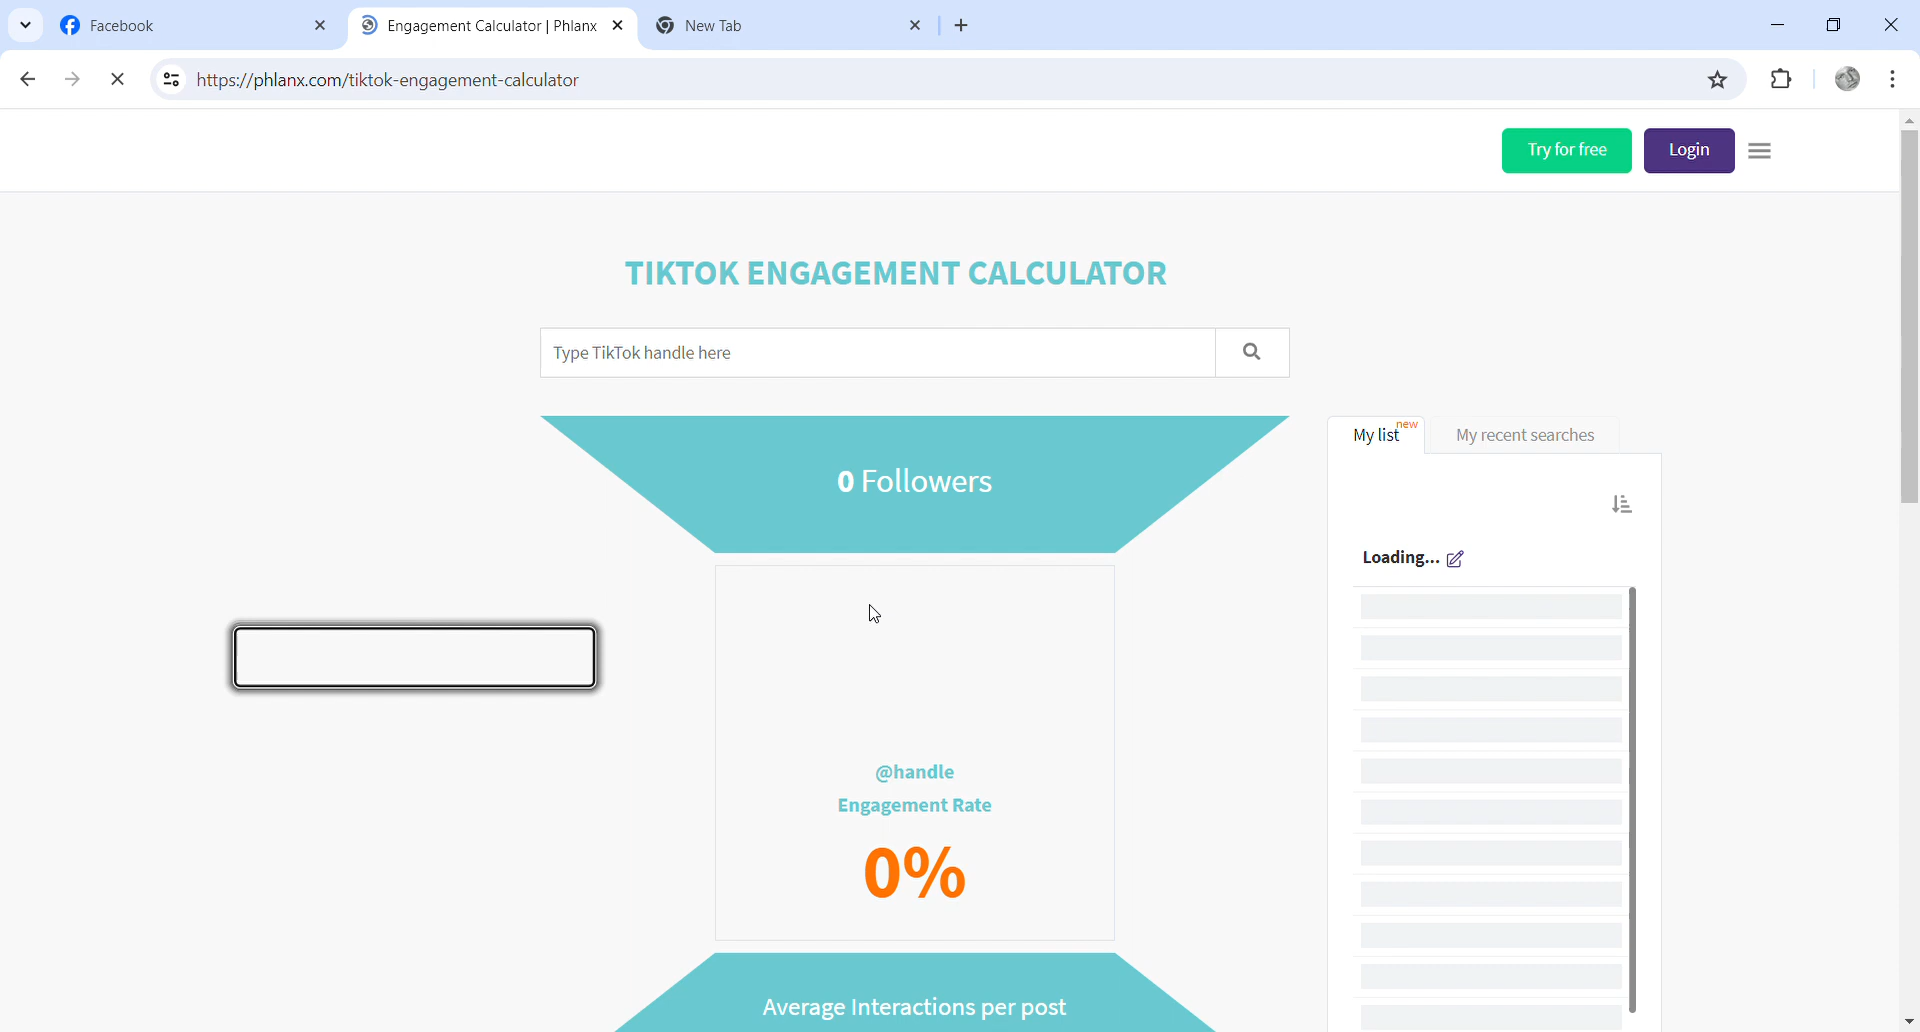 Facebook
Engagement Calculator | Phlanx
New Tab
https://phlanx.com/tiktok-engagement-calculator
Try for free
Login
TIKTOK ENGAGEMENT CALCULATOR
Type TikTok handle here
0 Followers
My list
new
My recent searches
Loading...
@handle
Engagement Rate
0%
Average Interactions per post